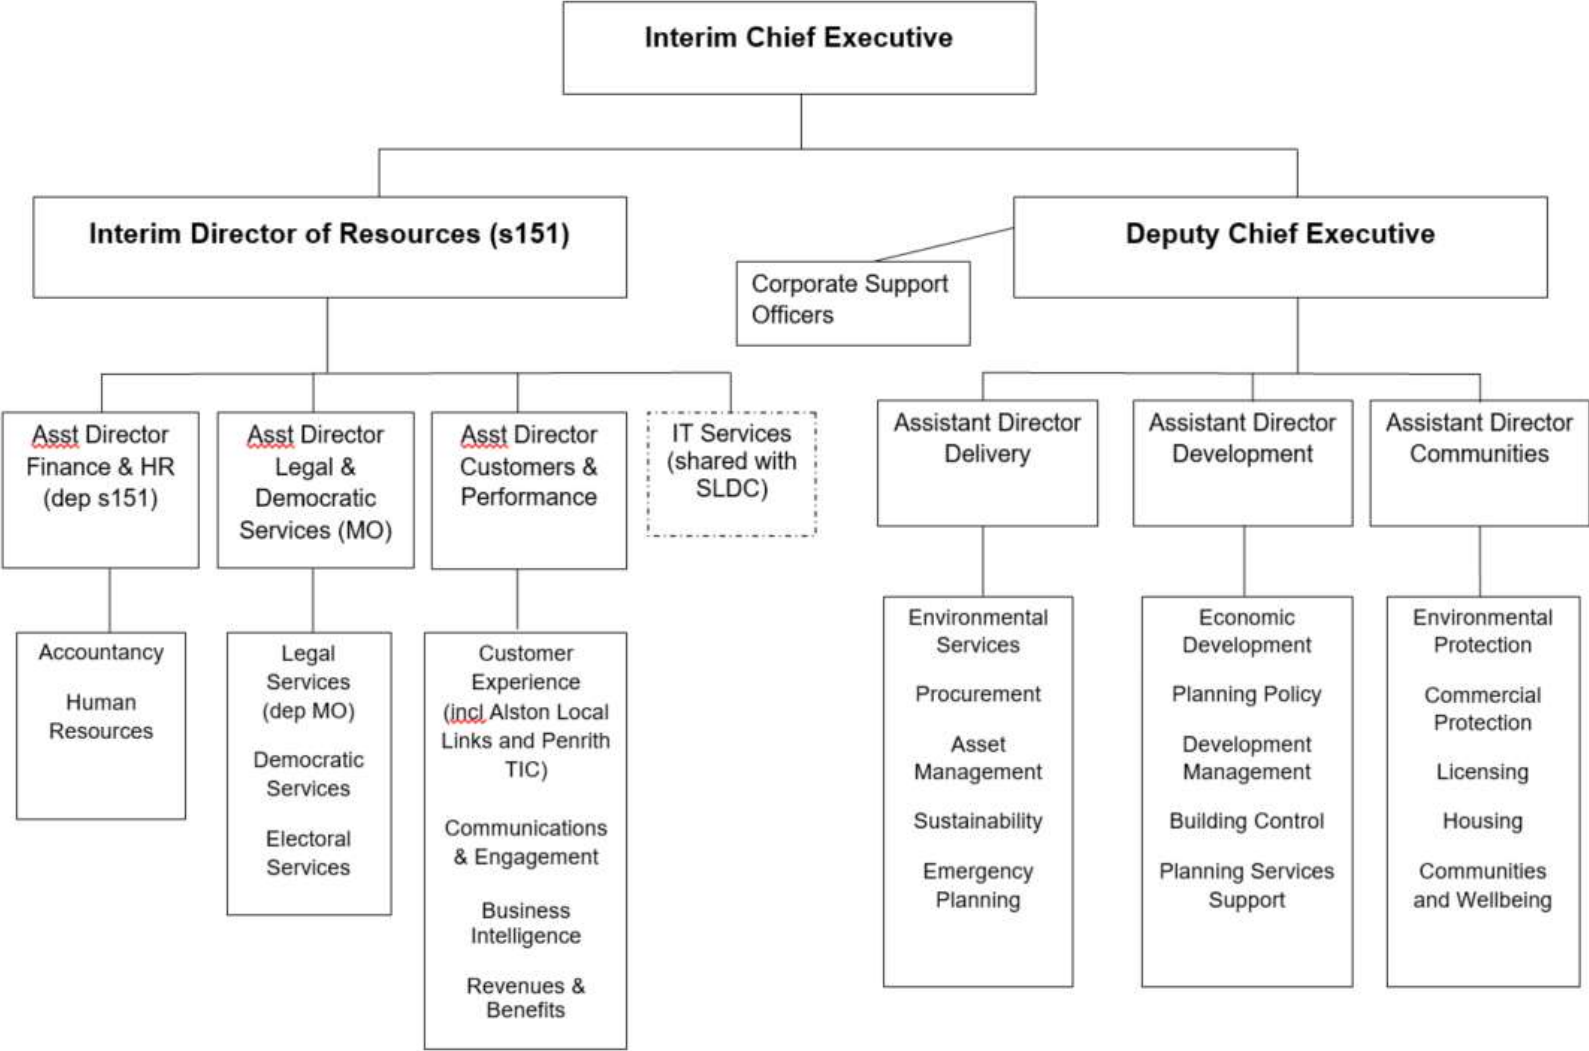 Interim Chief Executive
Interim Director of Resources (s151)
Deputy Chief Executive
Corporate Support
Officers
Asst Director
Finance & HR
(dep s151)
Asst Director
Legal &
Democratic
Services (MO)
Asst Director
Customers &
Performance
IT Services
(shared with
SLDC)
Assistant Director
Delivery
Assistant Director
Development
Assistant Director
Communities
Accountancy
Human
Resources
Legal
Services
(dep MO)
Democratic
Services
Electoral
Services
Customer
Experience
(incl Alston Local
Links and Penrith
TIC)
Communications
& Engagement
Business
Intelligence
Revenues &
Benefits
Environmental
Services
Procurement
Asset
Management
Sustainability
Emergency
Planning
Economic
Development
Planning Policy
Development
Management
Building Control
Planning Services
Support
Environmental
Protection
Commercial
Protection
Licensing
Housing
Communities
and Wellbeing